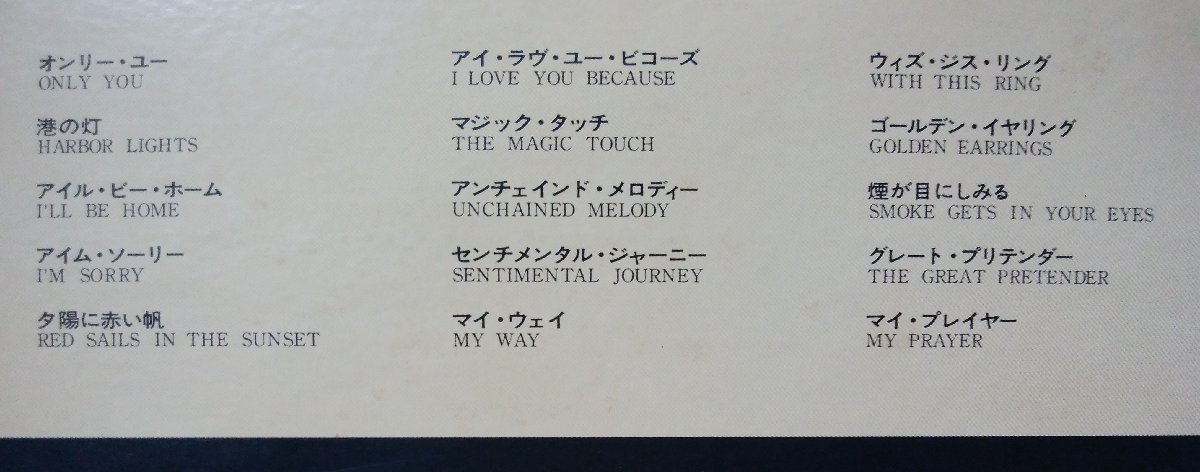 オンリー・ユー
ONLY YOU
港の灯
HARBOR LIGHTS
アイル・ビー・ホーム
I'LL BE HOME
アイム・ソーリー
I'M SORRY
夕陽に赤い帆
RED SAILS IN THE SUNSET
アイ・ラヴ・ユー・ビコーズ
I LOVE YOU BECAUSE
マジック・タッチ
THE MAGIC TOUCH
アンチェインド・メロディー
UNCHAINED MELODY
センチメンタル・ジャーニー
SENTIMENTAL JOURNEY
マイ・ウェイ
MY WAY
ウィズ・ジス・リング
WITH THIS RING
ゴールデン・イヤリング
GOLDEN EARRINGS
煙が目にしみる
SMOKE GETS IN YOUR EYES
グレート・プリテンダー
THE GREAT PRETENDER
マイ・プレイヤー
MY PRAYER